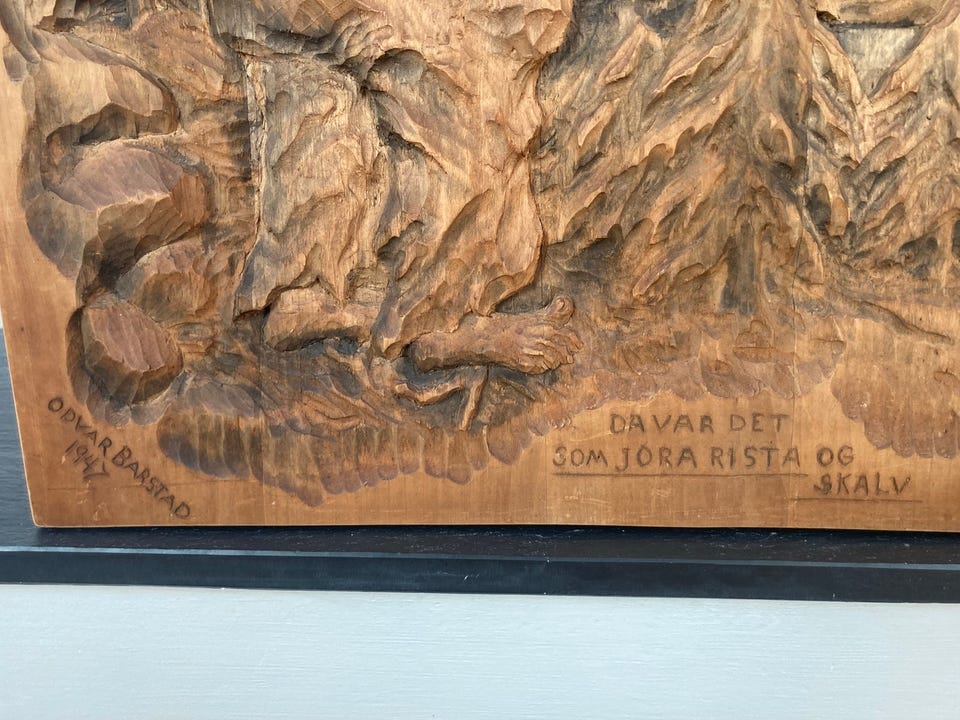 ODVAR BARSTAD
1947
DA VAR DET
SOM JORA RISTA OG
SKALV